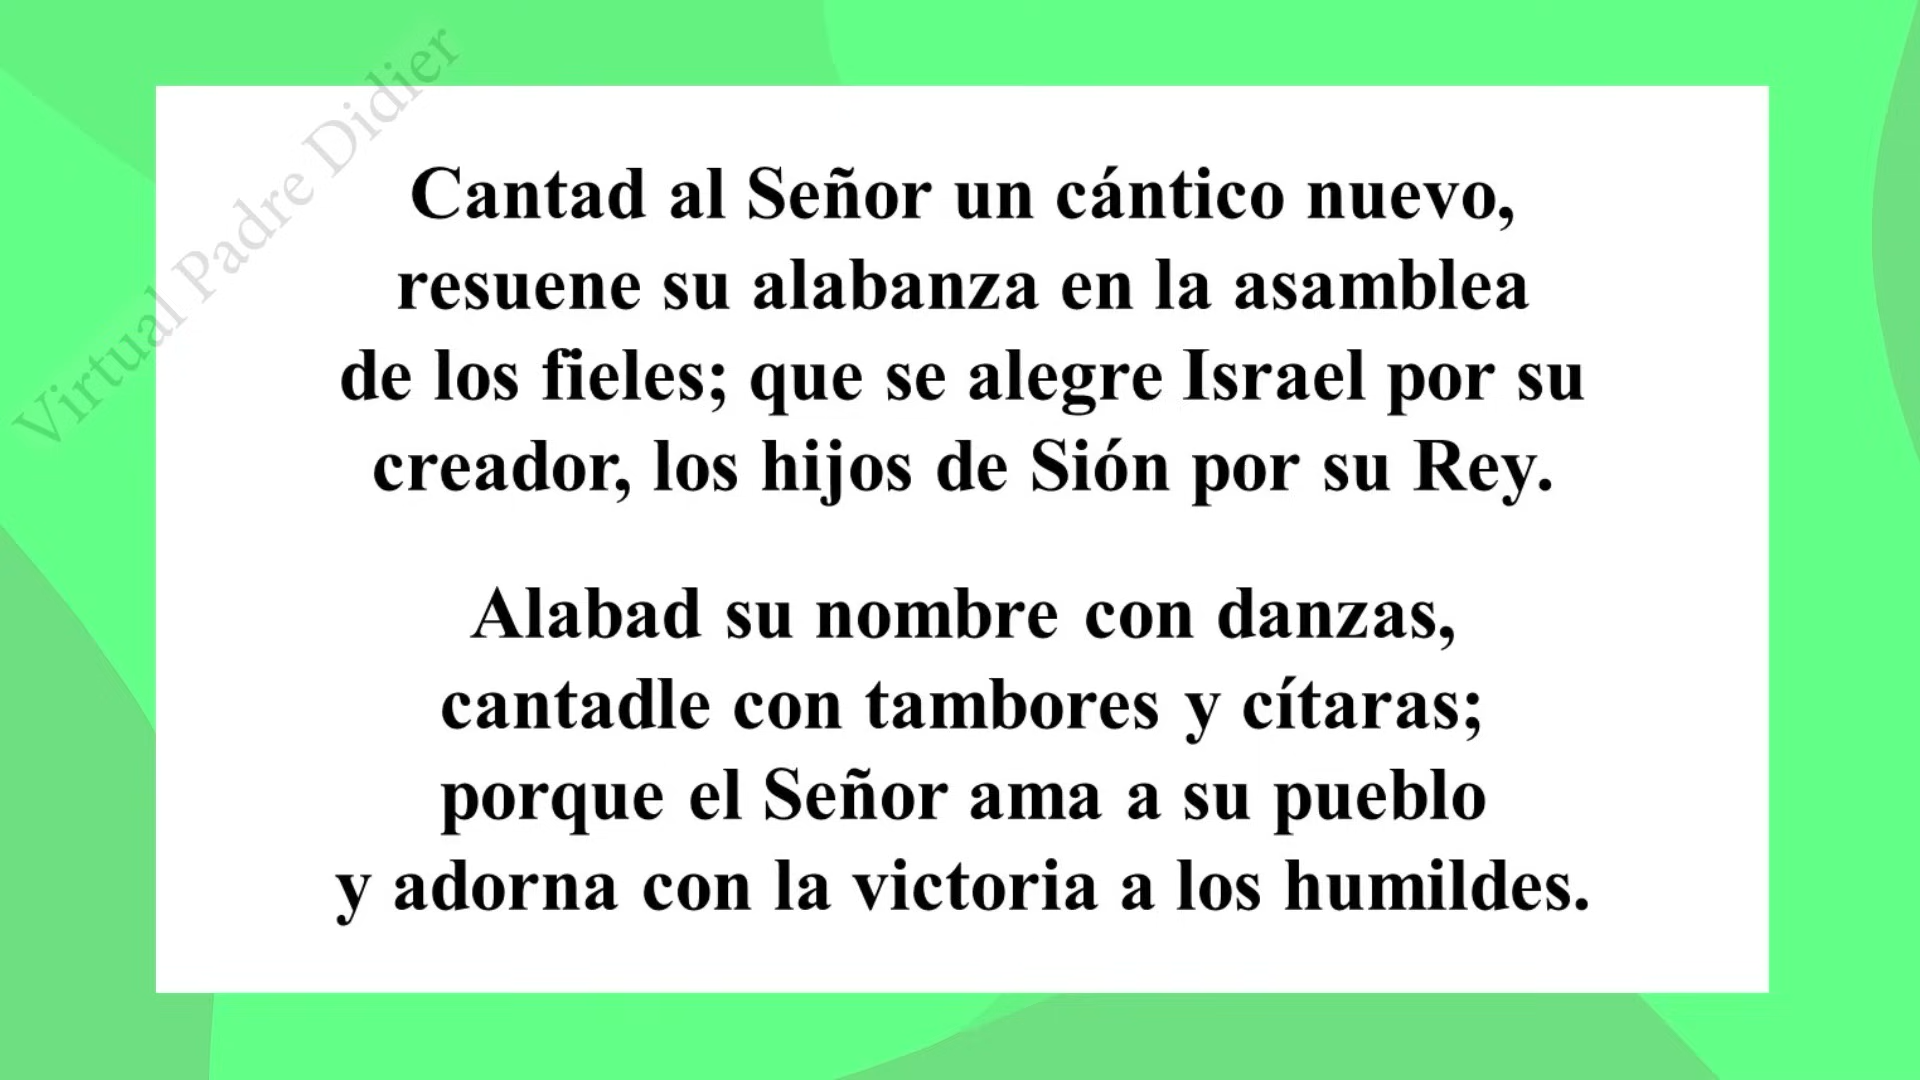 Virtual Padre Didier
Cantad al Señor un cántico nuevo,
resuene su alabanza en la asamblea
de los fieles; que se alegre Israel por su
creador, los hijos de Sión por su Rey.
Alabad su nombre con danzas,
cantadle con tambores y cítaras;
porque el Señor ama a su pueblo
y adorna con la victoria a los humildes.